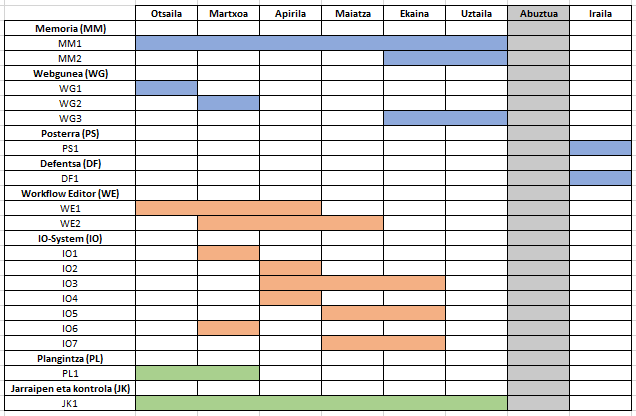 Otsaila Martxoa Apirila Maiatza Ekaina Uztaila Abuztua Iraila
Memoria (MM)
MM1
MM2
Webgunea (WG)
WG1
WG2
WG3
Posterra (PS)
PS1
Defentsa (DF)
DF1
Workflow Editor (WE)
WE1
WE2
IO-System (IO)
IO1
IO2
IO3
IO4
IO5
IO6
IO7
Plangintza (PL)
PL1
Jarraipen eta kontrola (JK)
JK1